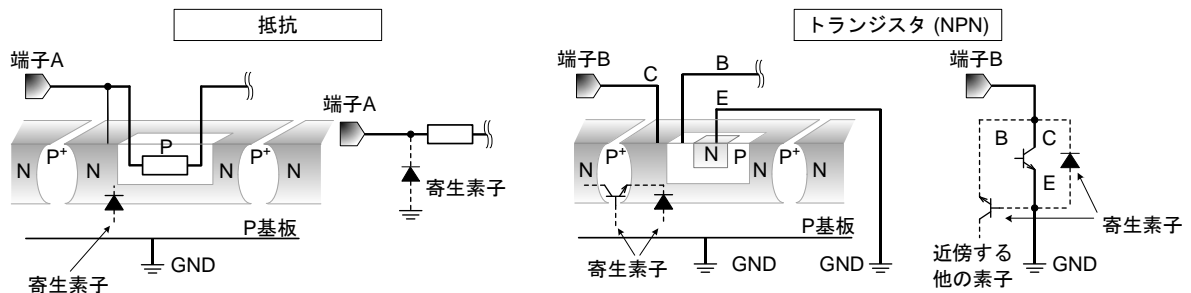 抵抗
端子A
N
P+
N
P
N
P+
N
P基板
寄生素子
GND
端子A
寄生素子
トランジスタ (NPN)
端子B
C
B
E
N
P+
N
N
P
N
P+
N
P基板
寄生素子
GND
GND
端子B
B
C
E
寄生素子
近傍する
他の素子
GND